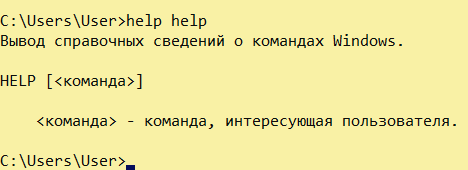 C:\Users\User>help help
Вывод справочных сведений о командах Windows.
HELP [<команда>]
<команда> - команда, интересующая пользователя.
C:\Users\User>